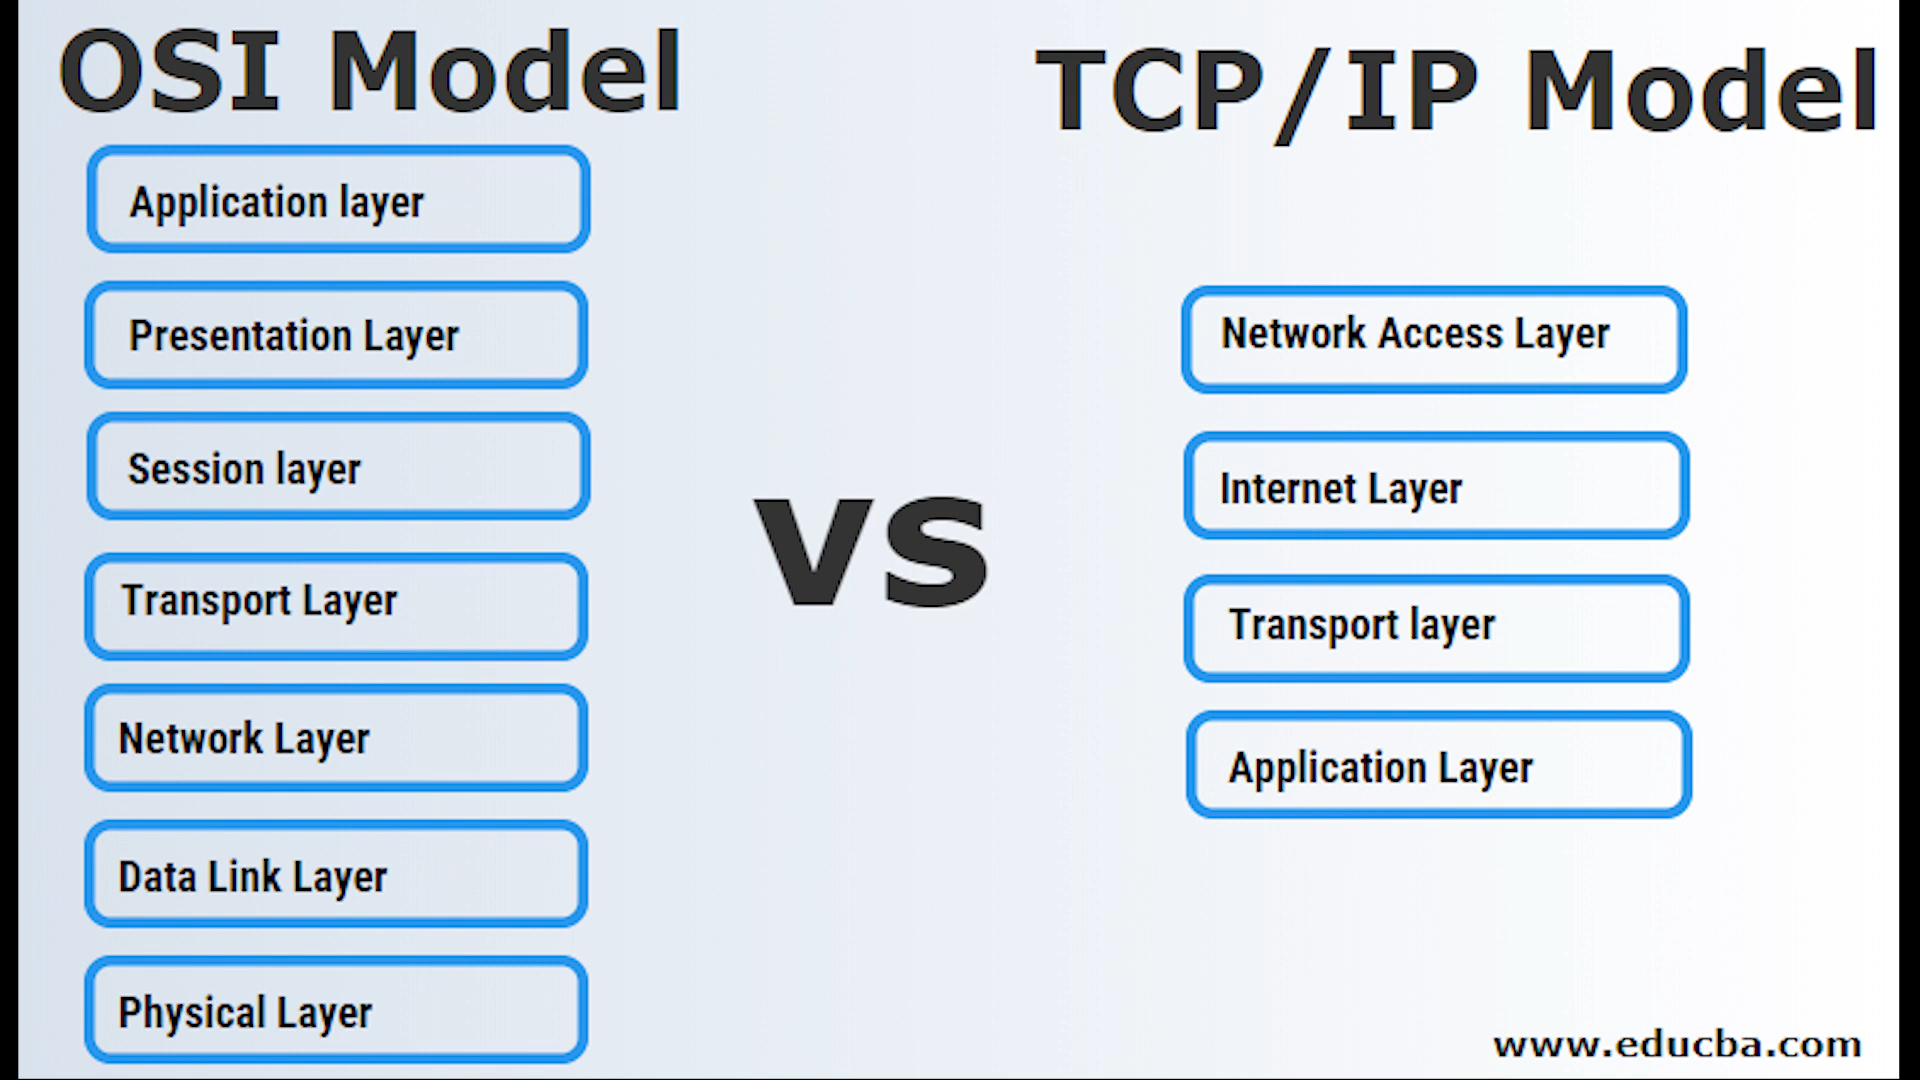 OSI Model
Application layer
Presentation Layer
Session layer
Transport Layer
Network Layer
Data Link Layer
Physical Layer
vs
TCP/IP Model
Network Access Layer
Internet Layer
Transport layer
Application Layer
www.educba.com